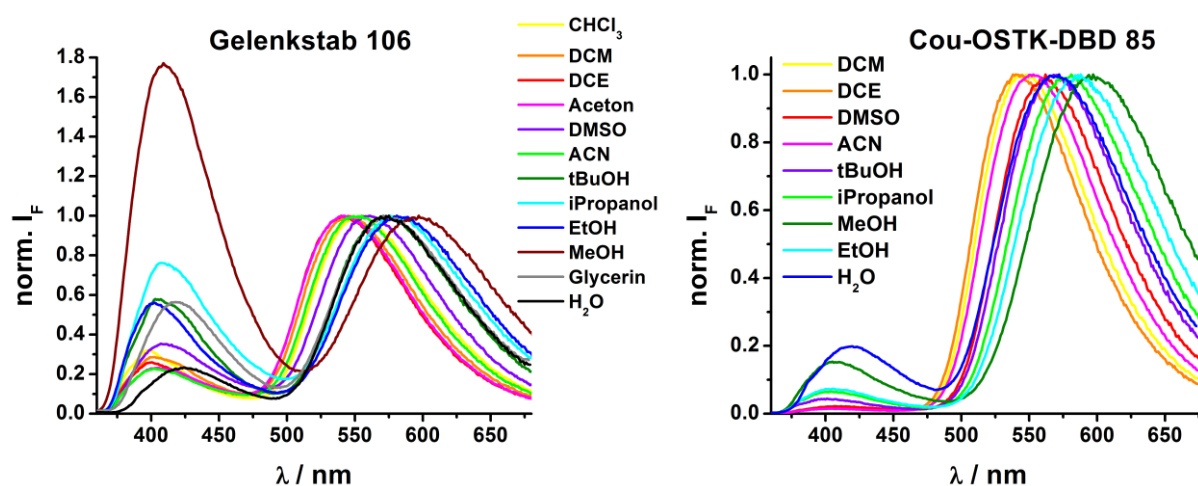 Gelenkstab 106
norm. I_F
1.8
1.6
1.4
1.2
1.0
0.8
0.6
0.4
0.2
0.0
400 450 500 550 600 650
λ / nm
CHCl₃
DCM
DCE
Aceton
DMSO
ACN
tBuOH
iPropanol
EtOH
MeOH
Glycerin
H₂O
Cou-OSTK-DBD 85
norm. I_F
1.0
0.8
0.6
0.4
0.2
0.0
400 450 500 550 600 650
λ / nm
DCM
DCE
DMSO
ACN
tBuOH
iPropanol
MeOH
EtOH
H₂O